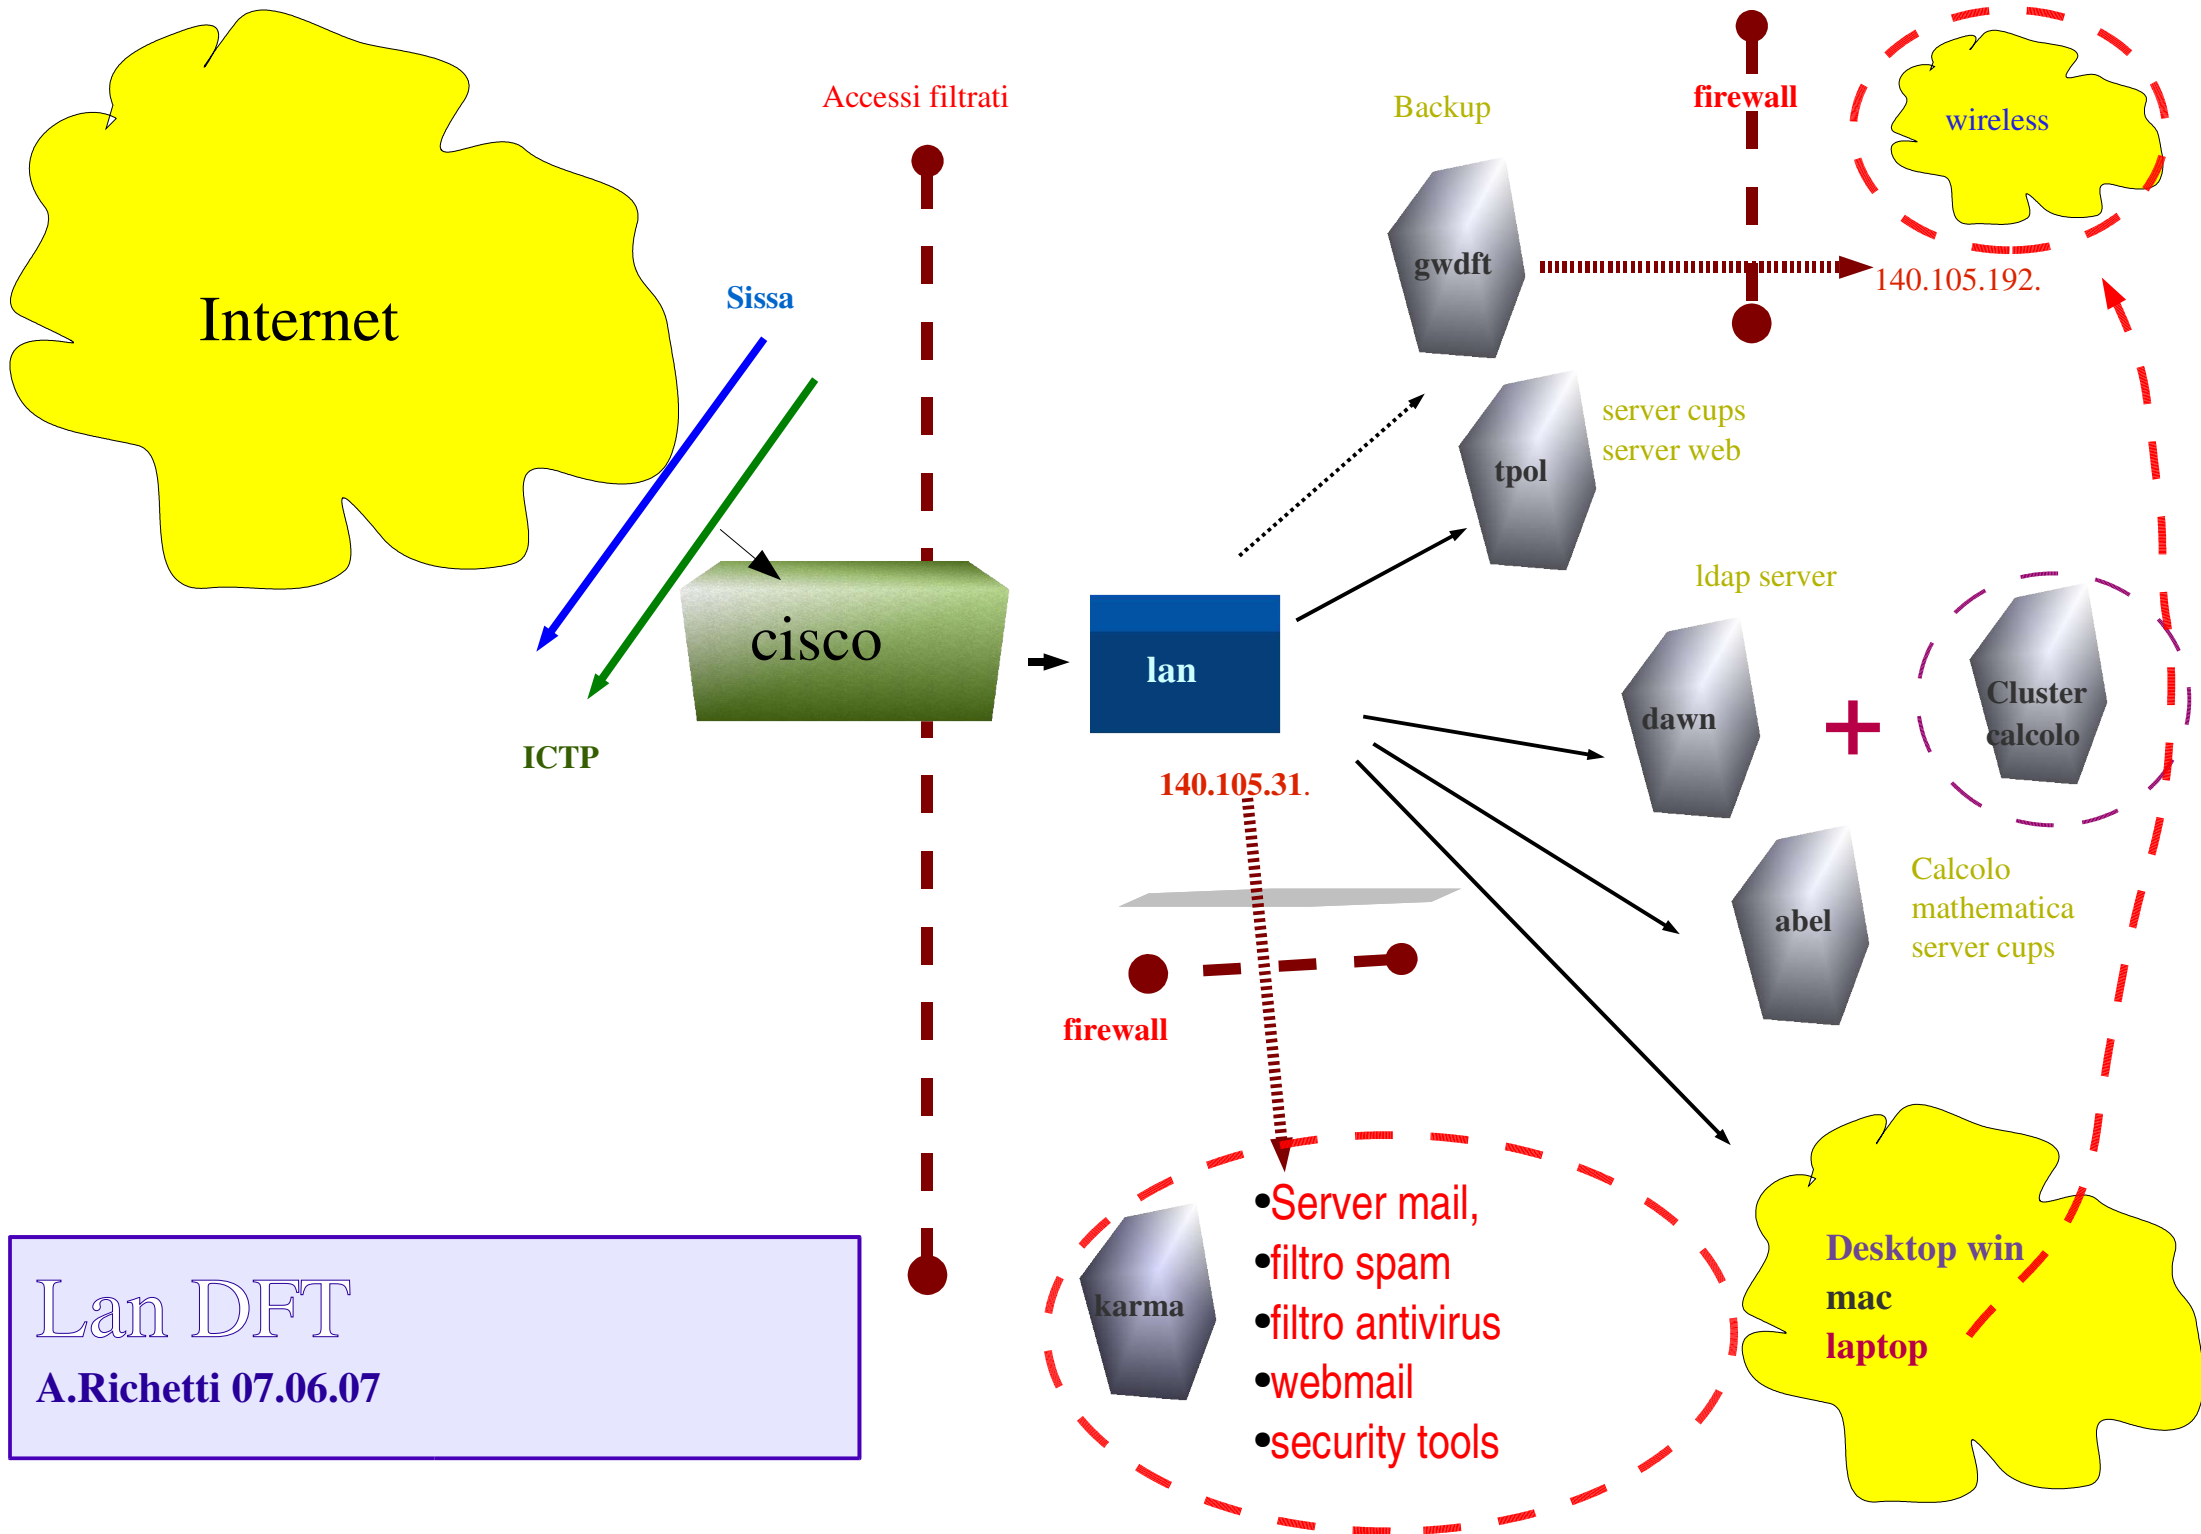 Accessi filtrati
Backup
firewall
wireless
Internet
Sissa
gwdft
140.105.192.
server cups
server web
tpol
ldap server
cisco
lan
dawn
+
Cluster
calcolo
ICTP
140.105.31.
Calcolo
mathematica
server cups
abel
firewall
karma
•Server mail,
•filtro spam
•filtro antivirus
•webmail
•security tools
Desktop win
mac
laptop
Lan DFT
A.Richetti 07.06.07